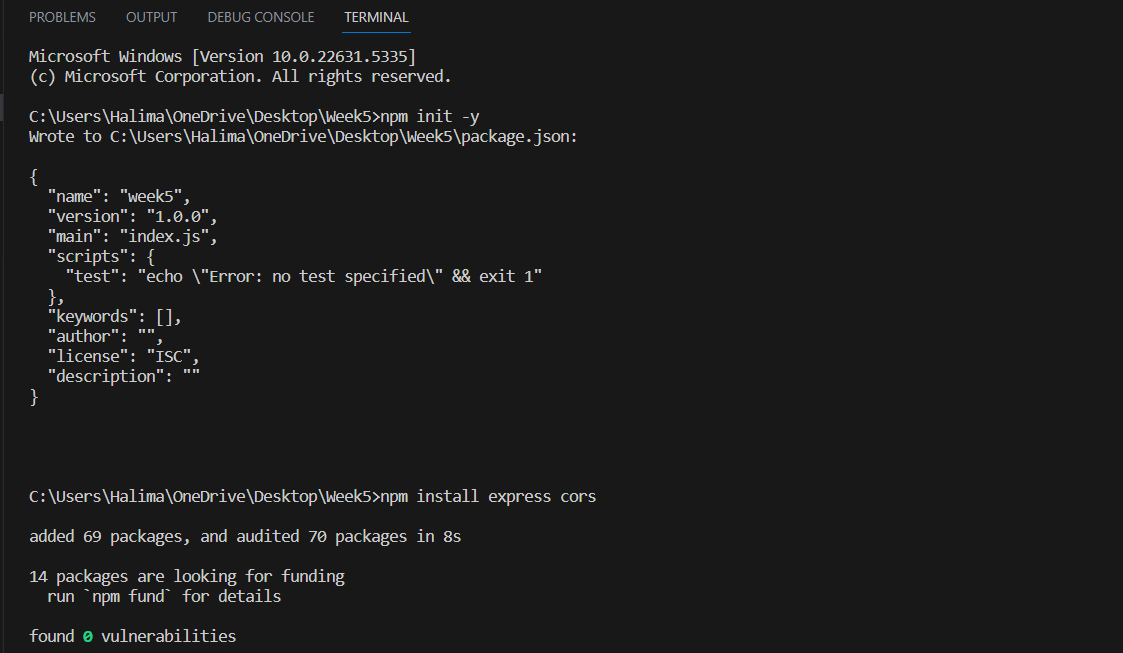 PROBLEMS OUTPUT DEBUG CONSOLE TERMINAL
Microsoft Windows [Version 10.0.22631.5335]
(c) Microsoft Corporation. All rights reserved.
C:\Users\Halima\OneDrive\Desktop\Week5>npm init -y
Wrote to C:\Users\Halima\OneDrive\Desktop\Week5\package.json:
{
  "name": "week5",
  "version": "1.0.0",
  "main": "index.js",
  "scripts": {
    "test": "echo \"Error: no test specified\" && exit 1"
  },
  "keywords": [],
  "author": "",
  "license": "ISC",
  "description": ""
}
C:\Users\Halima\OneDrive\Desktop\Week5>npm install express cors
added 69 packages, and audited 70 packages in 8s
14 packages are looking for funding
  run `npm fund` for details
found 0 vulnerabilities